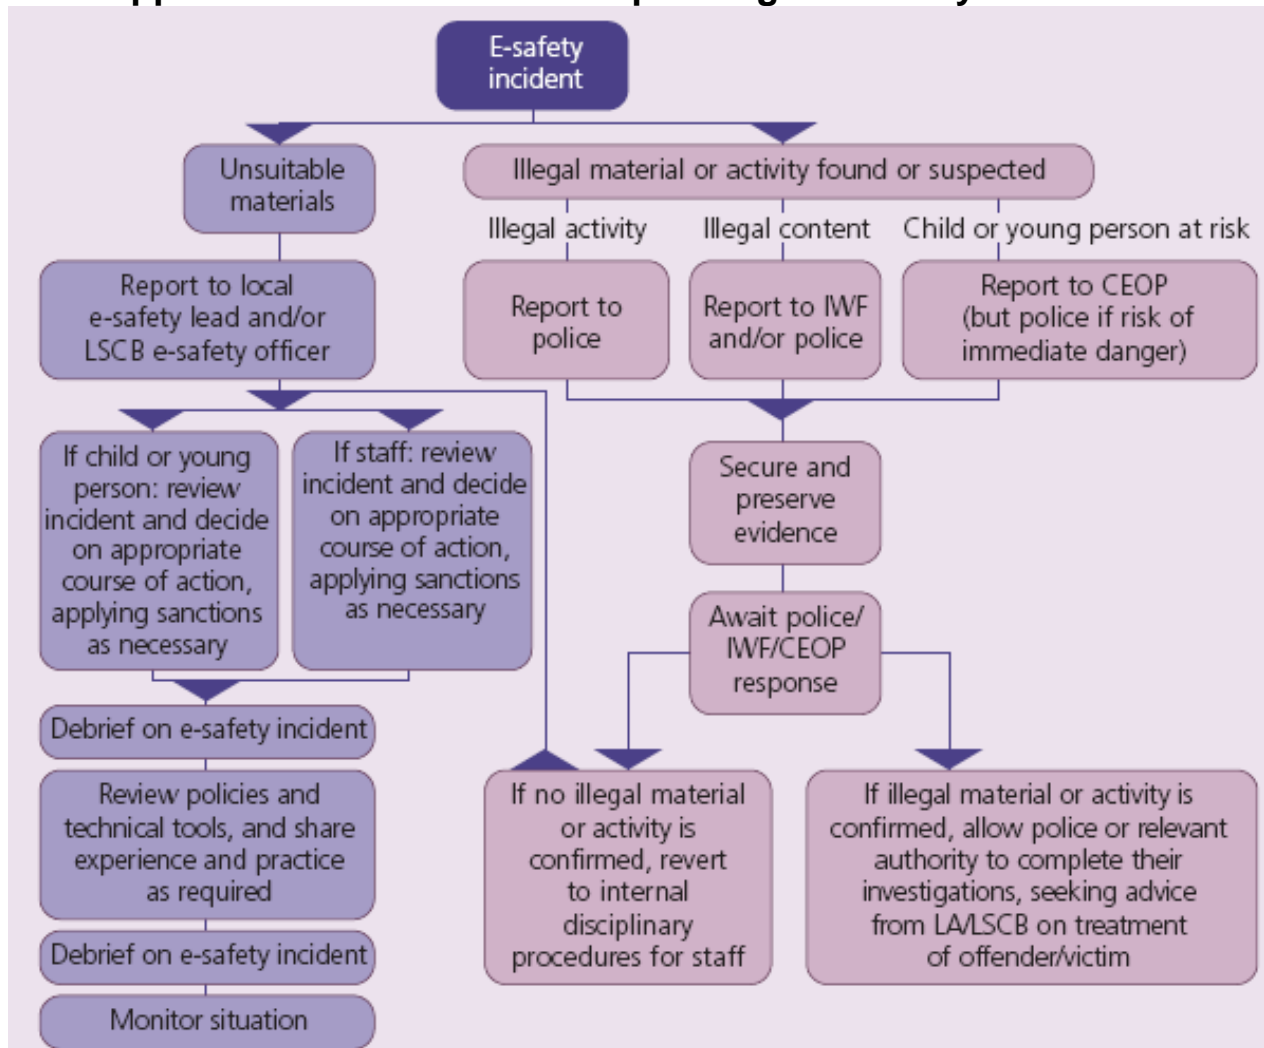 E-safety
incident
Unsuitable
materials
Illegal material or activity found or suspected
Illegal activity
Illegal content
Child or young person at risk
Report to local
e-safety lead and/or
LSCB e-safety officer
Report to
police
Report to IWF
and/or police
Report to CEOP
(but police if risk of
immediate danger)
If child or young
person: review
incident and decide
on appropriate
course of action,
applying sanctions
as necessary
If staff: review
incident and decide
on appropriate
course of action,
applying sanctions
as necessary
Secure and
preserve
evidence
Await police/
IWF/CEOP
response
Debrief on e-safety incident
Review policies and
technical tools, and share
experience and practice
as required
Debrief on e-safety incident
Monitor situation
If no illegal material
or activity is
confirmed, revert
to internal
disciplinary
procedures for staff
If illegal material or activity is
confirmed, allow police or relevant
authority to complete their
investigations, seeking advice
from LA/LSCB on treatment
of offender/victim